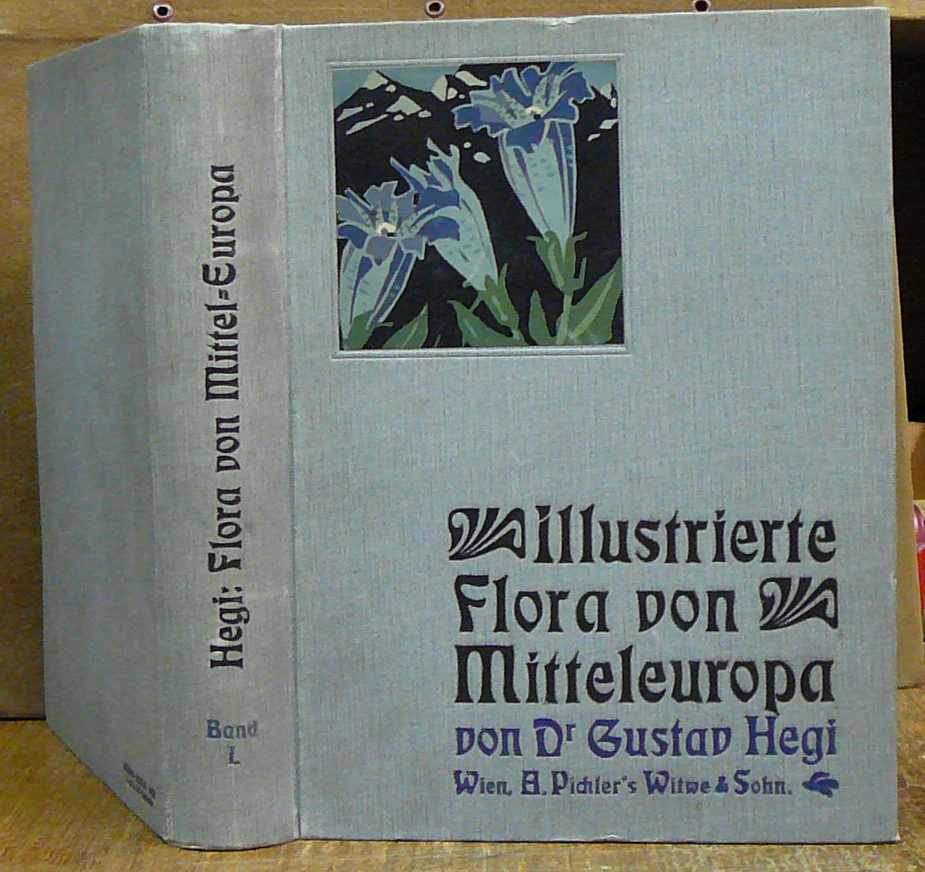 Hegi: Flora von Mittel=Europa
Band
I.
illustrierte
Flora von
Mitteleuropa
von Dr Gustav Hegi
Wien, A. Pichler's Witwe & Sohn.